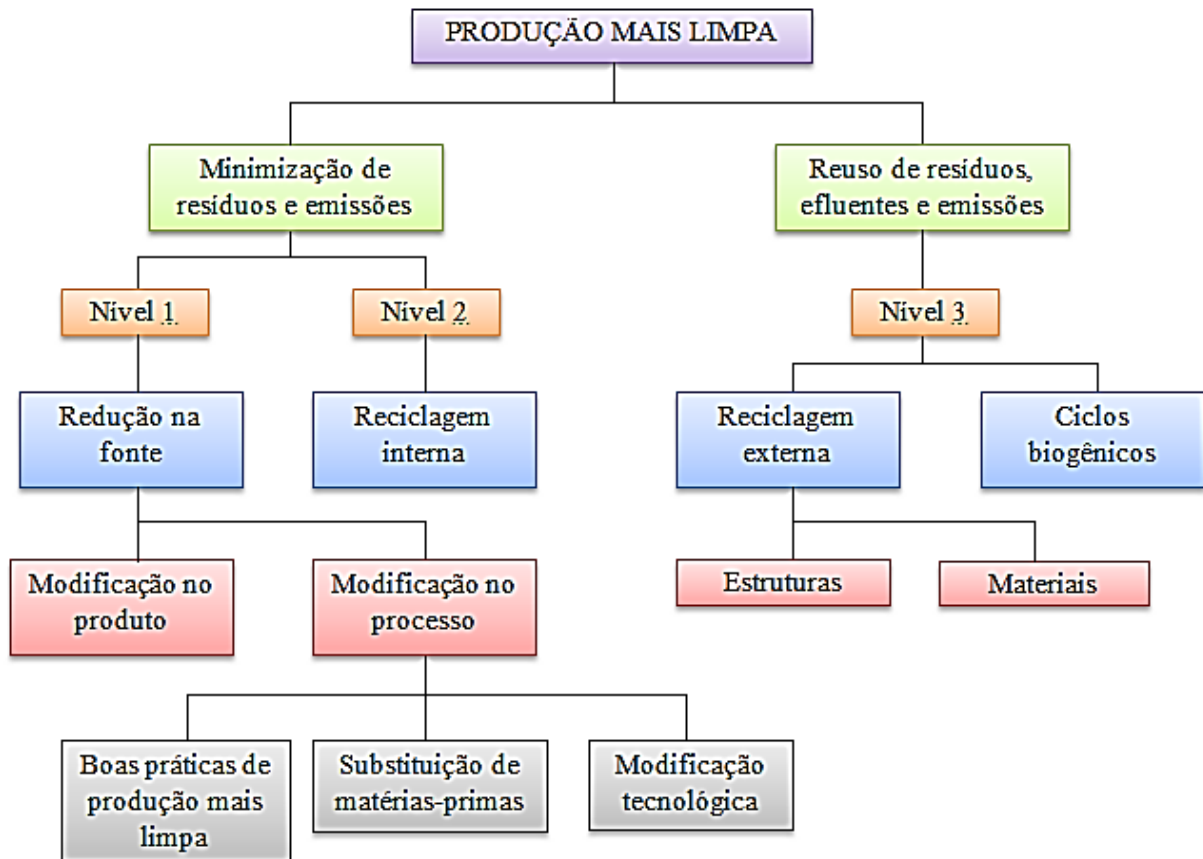 PRODUÇÃO MAIS LIMPA
Minimização de
resíduos e emissões
Reuso de resíduos,
efluentes e emissões
Nível 1
Nível 2
Nível 3
Redução na
fonte
Reciclagem
interna
Reciclagem
externa
Ciclos
biogênicos
Modificação no
produto
Modificação no
processo
Estruturas
Materiais
Boas práticas de
produção mais
limpa
Substituição de
matérias-primas
Modificação
tecnológica